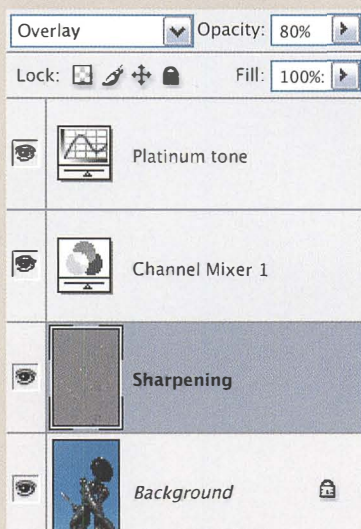 Overlay Opacity: 80%
Lock: Fill: 100%:
Platinum tone
Channel Mixer 1
Sharpening
Background